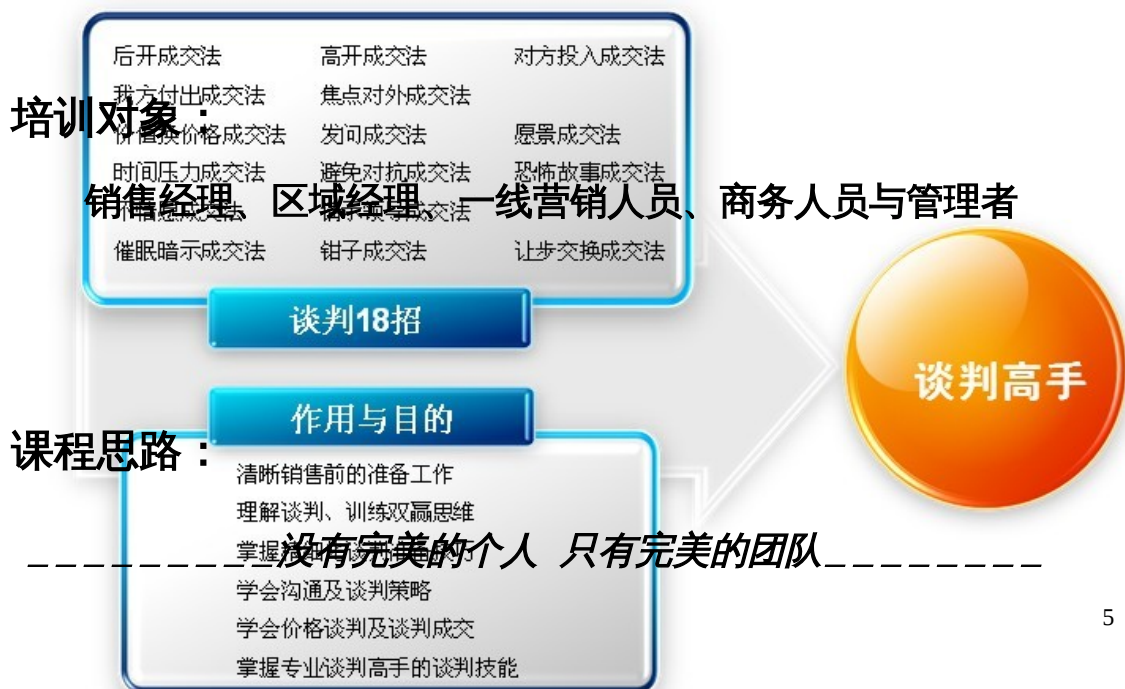 后开成交法 高开成交法 对方投入成交法
我方付出成交法 焦点对外成交法
培训对象：
价值换价格成交法 发问成交法 愿景成交法
时间压力成交法 避免对抗成交法 恐怖故事成交法
销售经理、区域经理、一线营销人员、商务人员与管理者
催眠暗示成交法 钳子成交法 让步交换成交法
谈判18招
谈判高手
作用与目的
课程思路：
清晰销售前的准备工作
理解谈判、训练双赢思维
________没有完美的个人 只有完美的团队________
学会沟通及谈判策略
学会价格谈判及谈判成交
掌握专业谈判高手的谈判技能
5